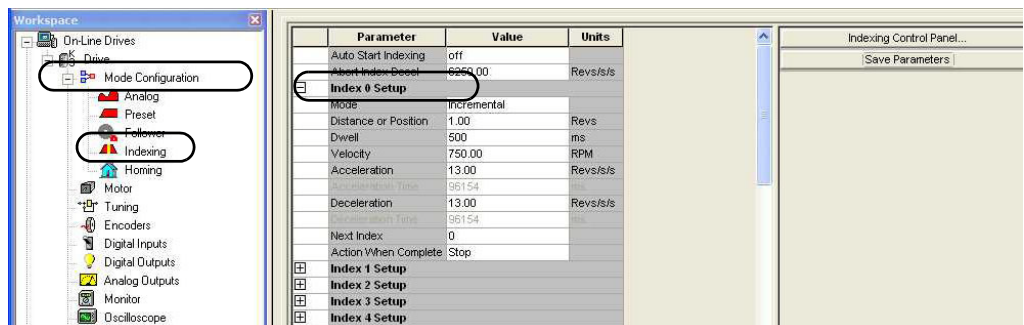 Workspace
On-Line Drives
Drive
Mode Configuration
Analog
Preset
Follower
Indexing
Homing
Motor
Tuning
Encoders
Digital Inputs
Digital Outputs
Analog Outputs
Monitor
Oscilloscope
Parameter Value Units
Auto Start Indexing off
Abort Index Decel 6250.00 Revs/s/s
Index 0 Setup
Mode Incremental
Distance or Position 1.00 Revs
Dwell 500 ms
Velocity 750.00 RPM
Acceleration 13.00 Revs/s/s
Acceleration Time 96154 ms
Deceleration 13.00 Revs/s/s
Deceleration Time 96154 ms
Next Index 0
Action When Complete Stop
Index 1 Setup
Index 2 Setup
Index 3 Setup
Index 4 Setup
Indexing Control Panel...
Save Parameters